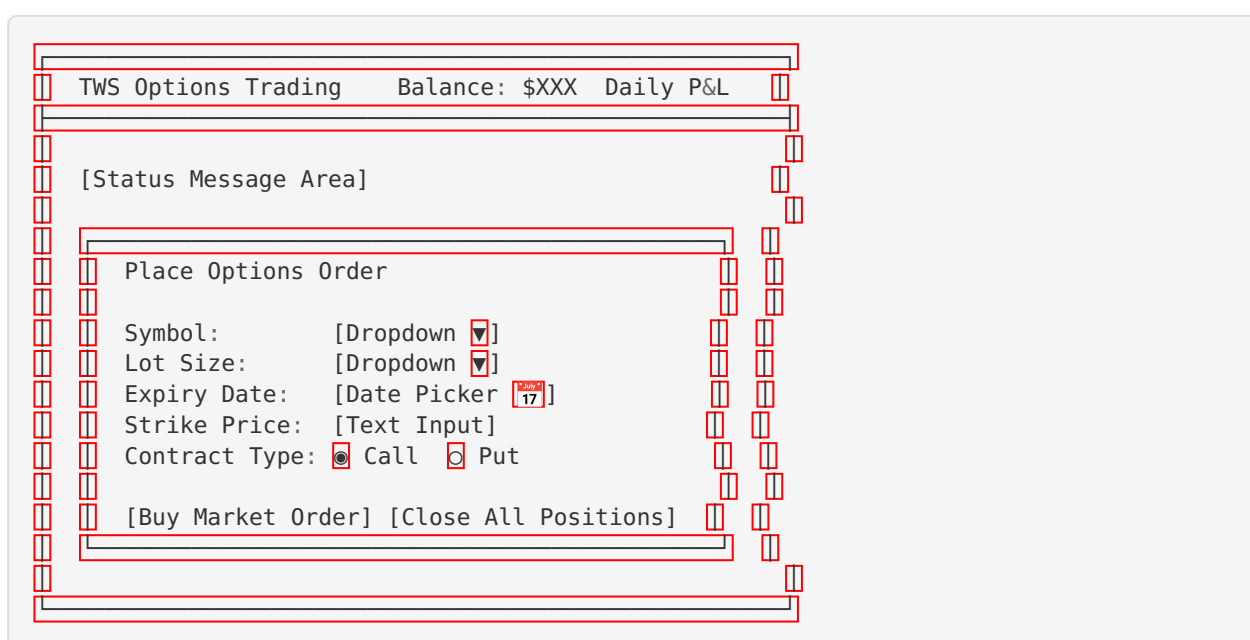 TWS Options Trading    Balance: $XXX  Daily P&L
[Status Message Area]
Place Options Order
Symbol:        [Dropdown ▼]
Lot Size:      [Dropdown ▼]
Expiry Date:   [Date Picker 📅]
Strike Price:  [Text Input]
Contract Type: ◉ Call  ○ Put
[Buy Market Order] [Close All Positions]